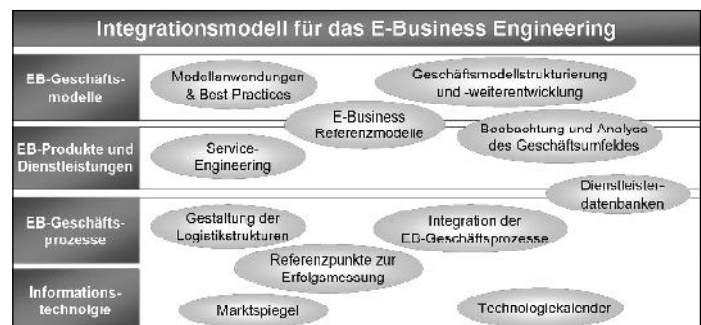 Integrationsmodell für das E-Business Engineering
EB-Geschäfts-
modelle
Modellanwendungen
& Best Practices
Geschäftsmodellstrukturierung
und -weiterentwicklung
E-Business
Referenzmodelle
EB-Produkte und
Dienstleistungen
Service-
Engineering
Beobachtung und Analyse
des Geschäftsumfeldes
Dienstleister-
datenbanken
EB-Geschäfts-
prozesse
Gestaltung der
Logistikstrukturen
Integration der
EB-Geschäftsprozesse
Referenzpunkte zur
Erfolgsmessung
Informations-
technolgie
Marktspiegel
Technologiekalender